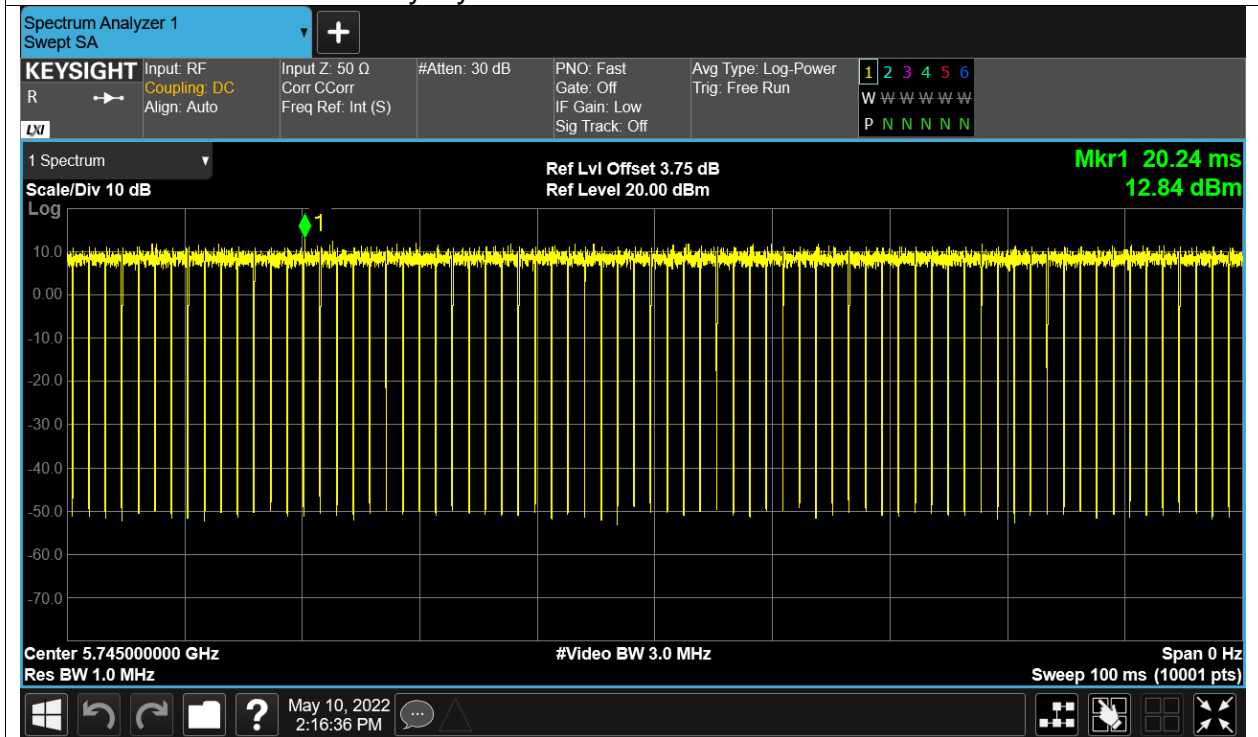 Spectrum Analyzer 1
Swept SA
+
KEYSIGHT
R
LXI
Input: RF
Coupling: DC
Align: Auto
Input Z: 50 Ω
Corr CCorr
Freq Ref: Int (S)
#Atten: 30 dB
PNO: Fast
Gate: Off
IF Gain: Low
Sig Track: Off
Avg Type: Log-Power
Trig: Free Run
1 2 3 4 5 6
W W W W W W
P N N N N N
1 Spectrum
Scale/Div 10 dB
Log
Ref Lvl Offset 3.75 dB
Ref Level 20.00 dBm
Mkr1 20.24 ms
12.84 dBm
1
10.0
0.00
-10.0
-20.0
-30.0
-40.0
-50.0
-60.0
-70.0
Center 5.745000000 GHz
Res BW 1.0 MHz
#Video BW 3.0 MHz
Span 0 Hz
Sweep 100 ms (10001 pts)
?
May 10, 2022
2:16:36 PM